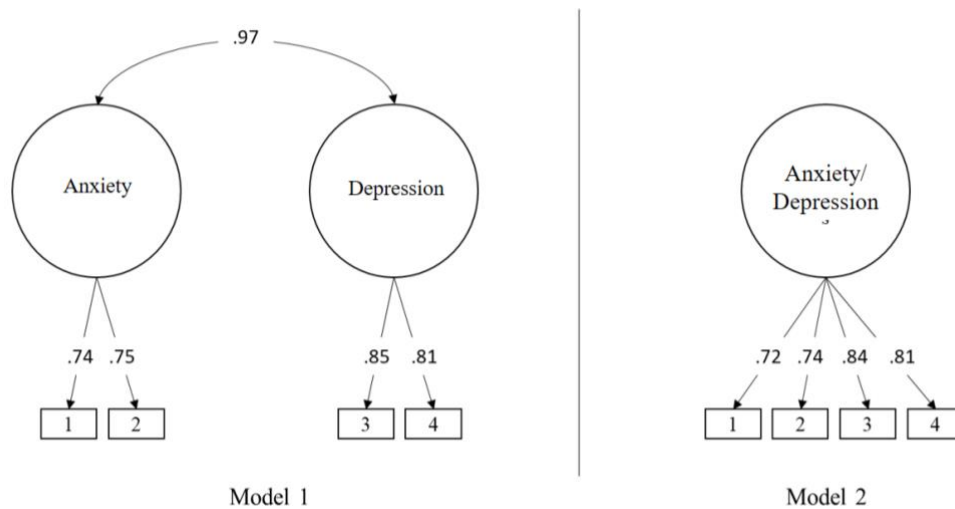 .97
Anxiety
Depression
Anxiety/
Depression
.74 .75
.85 .81
.72 .74 .84 .81
1 2
3 4
1 2 3 4
Model 1
Model 2